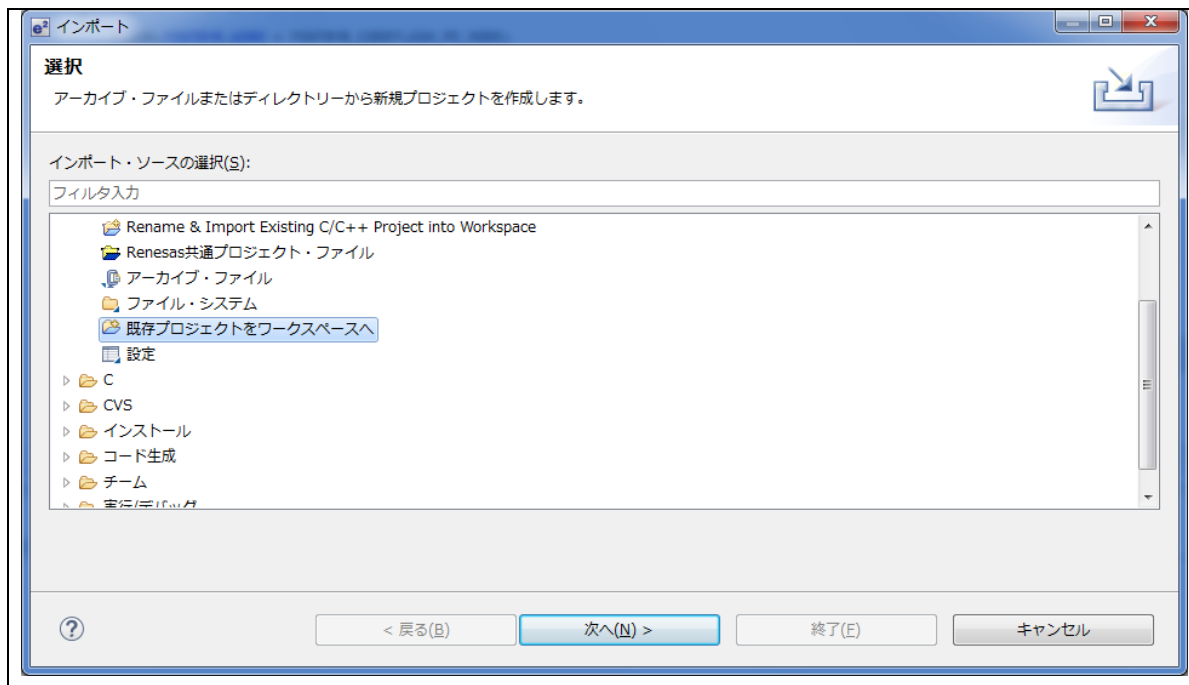 e² インポート
選択
アーカイブ・ファイルまたはディレクトリーから新規プロジェクトを作成します。
インポート・ソースの選択(S):
フィルタ入力
Rename & Import Existing C/C++ Project into Workspace
Renesas共通プロジェクト・ファイル
アーカイブ・ファイル
ファイル・システム
既存プロジェクトをワークスペースへ
設定
C
CVS
インストール
コード生成
チーム
実行/デバッグ
< 戻る(B) 次へ(N) > 終了(F) キャンセル